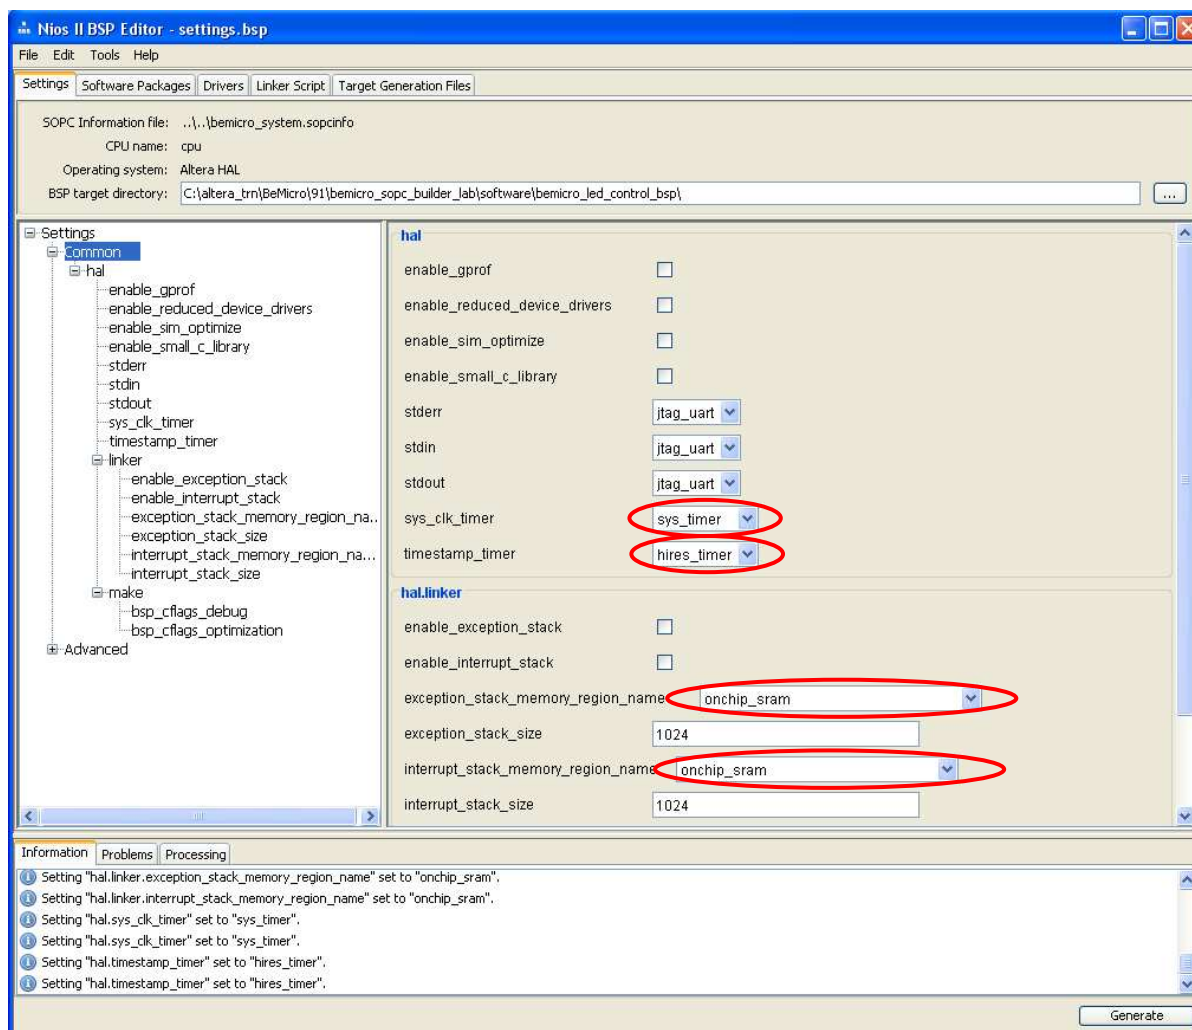 Nios II BSP Editor - settings.bsp
File Edit Tools Help
Settings Software Packages Drivers Linker Script Target Generation Files
SOPC Information file: ..\..\bemicro_system.sopcinfo
CPU name: cpu
Operating system: Altera HAL
BSP target directory: C:\altera_trn\BeMicro\91\bemicro_sopc_builder_lab\software\bemicro_led_control_bsp\ ...
Settings
Common
hal
enable_gprof
enable_reduced_device_drivers
enable_sim_optimize
enable_small_c_library
stderr
stdin
stdout
sys_clk_timer
timestamp_timer
linker
enable_exception_stack
enable_interrupt_stack
exception_stack_memory_region_na..
exception_stack_size
interrupt_stack_memory_region_na...
interrupt_stack_size
make
bsp_cflags_debug
bsp_cflags_optimization
Advanced
hal
enable_gprof
enable_reduced_device_drivers
enable_sim_optimize
enable_small_c_library
stderr jtag_uart
stdin jtag_uart
stdout jtag_uart
sys_clk_timer sys_timer
timestamp_timer hires_timer
hal.linker
enable_exception_stack
enable_interrupt_stack
exception_stack_memory_region_name onchip_sram
exception_stack_size 1024
interrupt_stack_memory_region_name onchip_sram
interrupt_stack_size 1024
Information Problems Processing
Setting "hal.linker.exception_stack_memory_region_name" set to "onchip_sram".
Setting "hal.linker.interrupt_stack_memory_region_name" set to "onchip_sram".
Setting "hal.sys_clk_timer" set to "sys_timer".
Setting "hal.sys_clk_timer" set to "sys_timer".
Setting "hal.timestamp_timer" set to "hires_timer".
Setting "hal.timestamp_timer" set to "hires_timer".
Generate